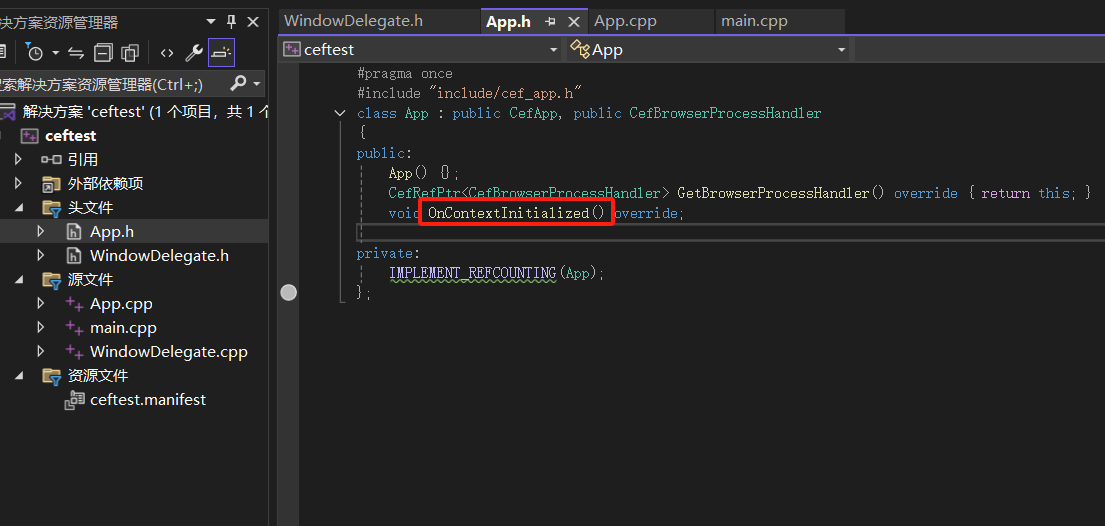 解决方案资源管理器
搜索解决方案资源管理器(Ctrl+;)
解决方案 'ceftest' (1 个项目，共 1 个
ceftest
引用
外部依赖项
头文件
App.h
WindowDelegate.h
源文件
App.cpp
main.cpp
WindowDelegate.cpp
资源文件
ceftest.manifest
WindowDelegate.h App.h App.cpp main.cpp
ceftest App
#pragma once
#include "include/cef_app.h"
class App : public CefApp, public CefBrowserProcessHandler
{
public:
App() {};
CefRefPtr<CefBrowserProcessHandler> GetBrowserProcessHandler() override { return this; }
void OnContextInitialized() override;
private:
IMPLEMENT_REFCOUNTING(App);
};